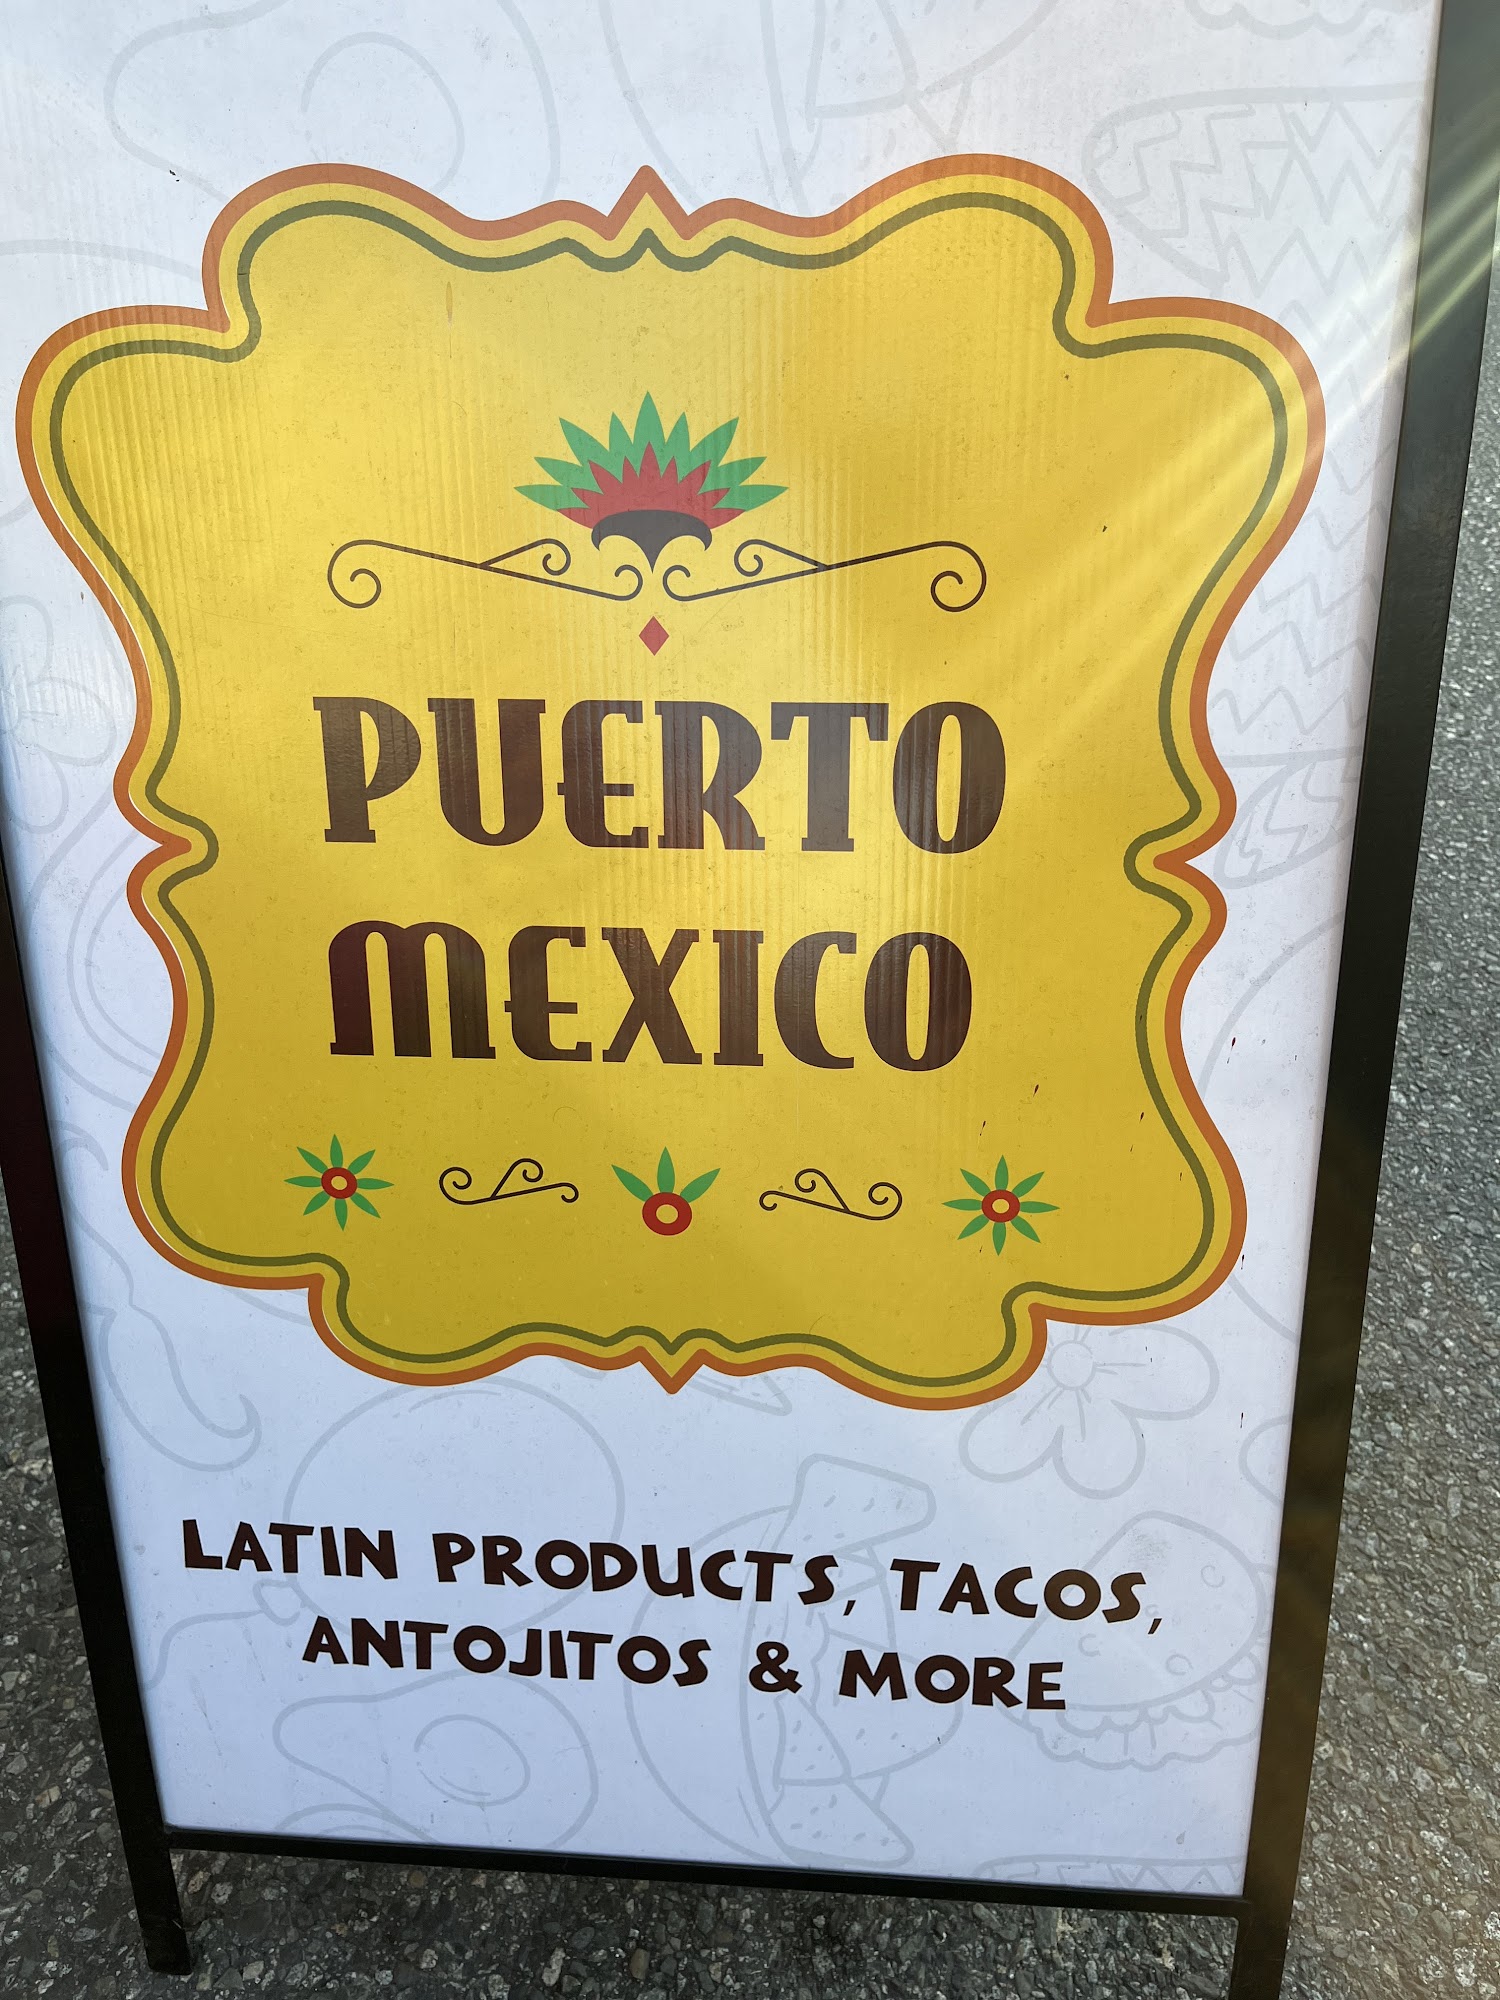 PUERTO
MEXICO
LATIN PRODUCTS, TACOS,
ANTOJITOS & MORE